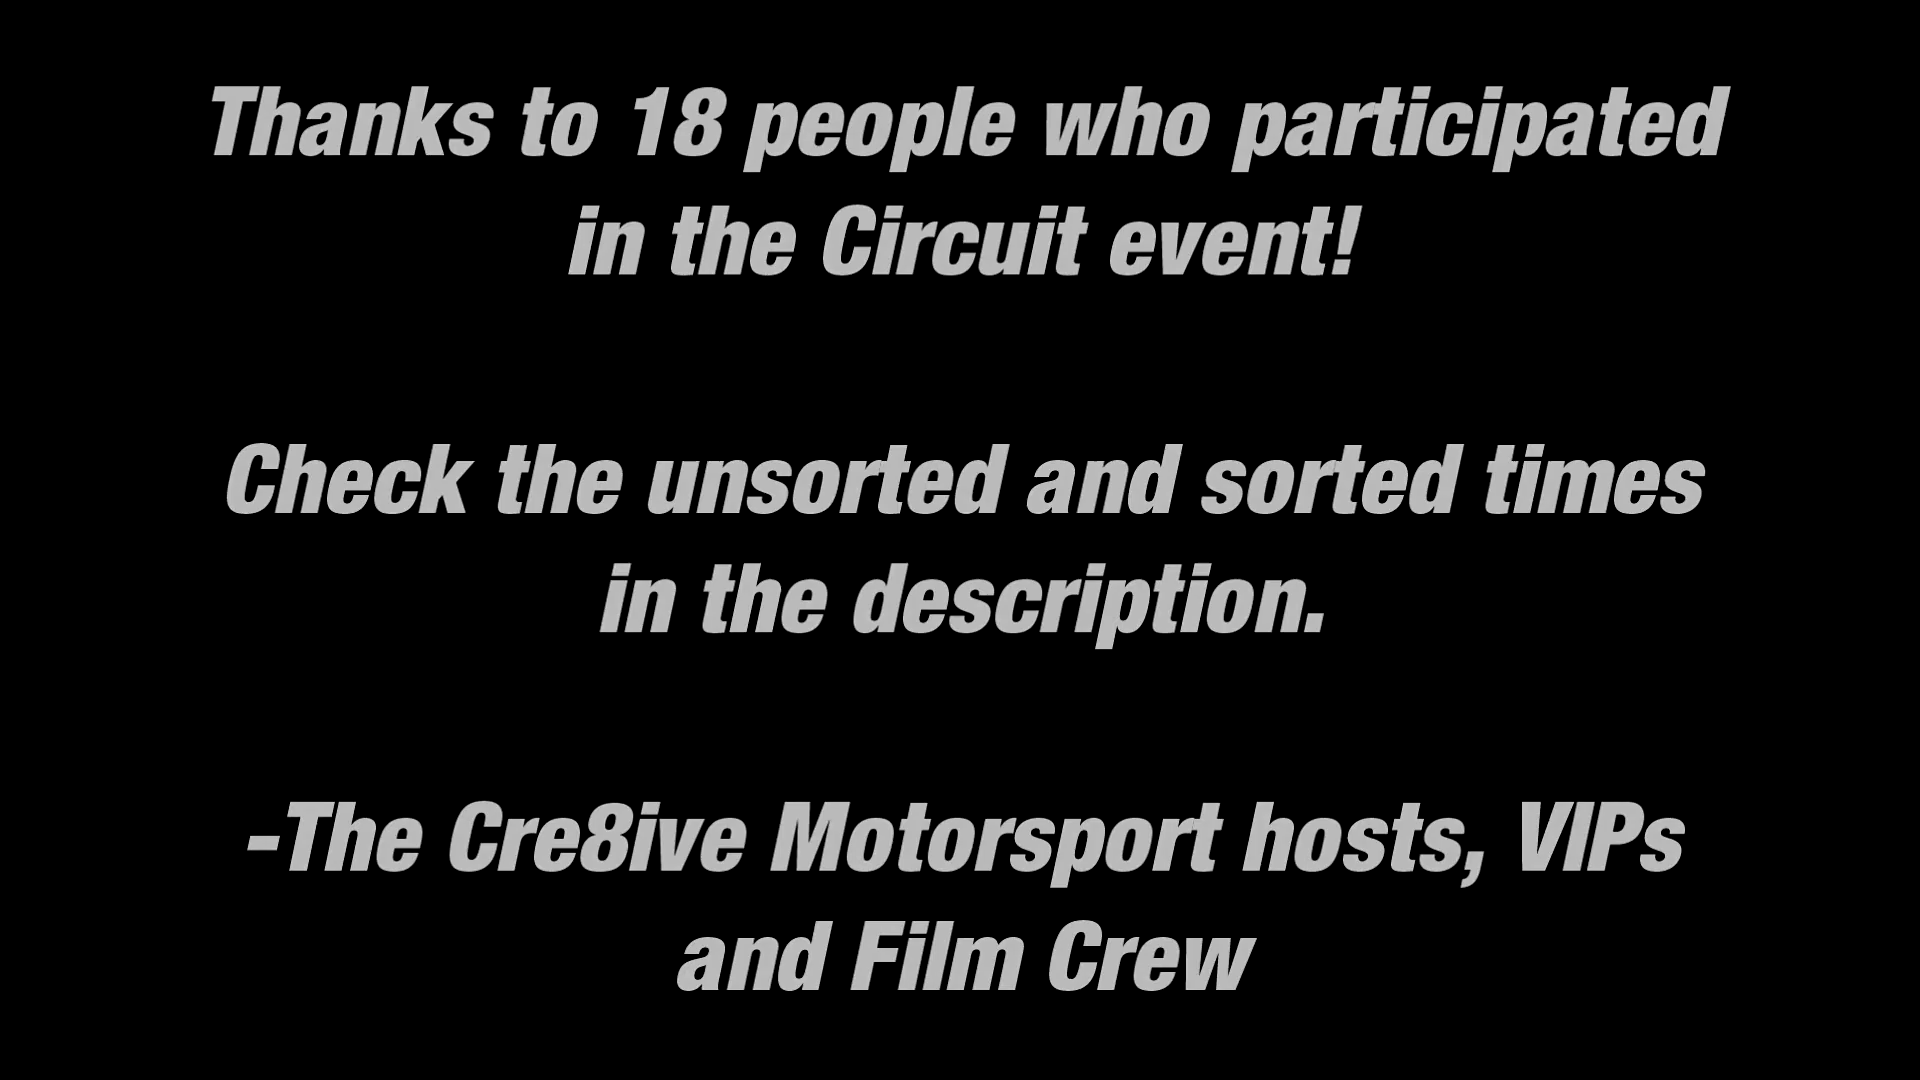 Thanks to 18 people who participated
in the Circuit event!
Check the unsorted and sorted times
in the description.
-The Cre8ive Motorsport hosts, VIPs
and Film Crew